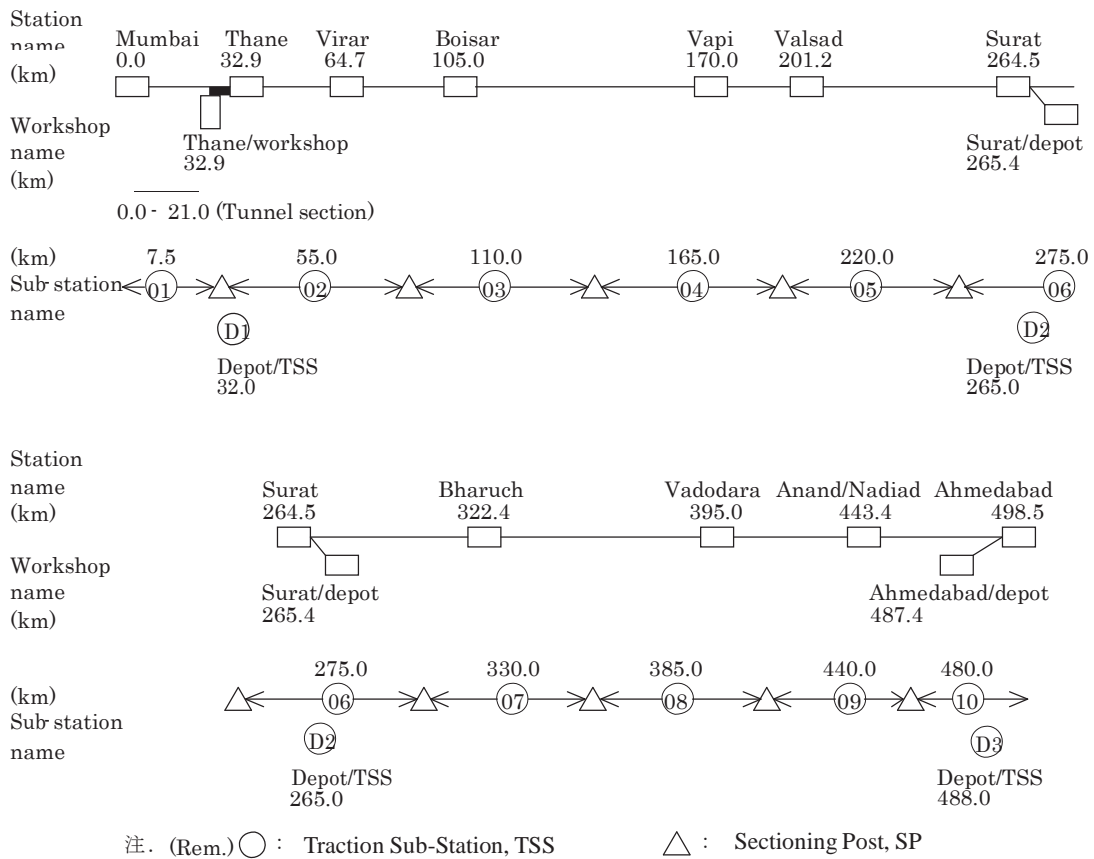 Station
name
(km)
Mumbai Thane Virar Boisar Vapi Valsad Surat
0.0 32.9 64.7 105.0 170.0 201.2 264.5
Workshop
name
(km)
Thane/workshop
32.9
Surat/depot
265.4
0.0 - 21.0 (Tunnel section)
(km)
7.5 55.0 110.0 165.0 220.0 275.0
Sub-station
name
01 02 03 04 05 06
D1 D2
Depot/TSS Depot/TSS
32.0 265.0
Station
name
(km)
Surat Bharuch Vadodara Anand/Nadiad Ahmedabad
264.5 322.4 395.0 443.4 498.5
Workshop
name
(km)
Surat/depot Ahmedabad/depot
265.4 487.4
275.0 330.0 385.0 440.0 480.0
(km)
Sub-station
name
06 07 08 09 10
D2 D3
Depot/TSS Depot/TSS
265.0 488.0
注. (Rem.) : Traction Sub-Station, TSS : Sectioning Post, SP